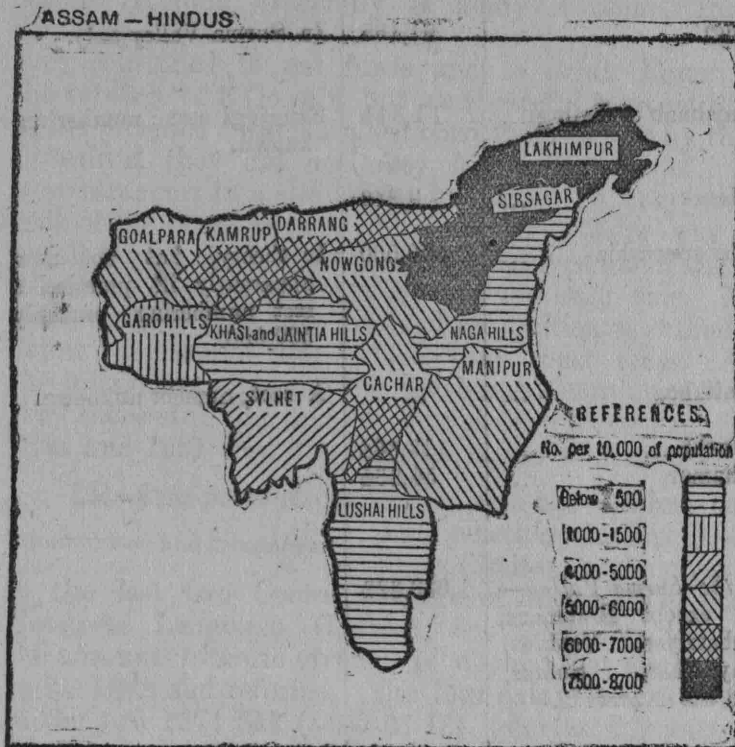 ASSAM — HINDUS
LAKHIMPUR
SIBSAGAR
DARRANG
GOALPARA
KAMRUP
NOWGONG
GARO HILLS
KHASI and JAINTIA HILLS
NAGA HILLS
MANIPUR
CACHAR
SYLHET
LUSHAI HILLS
REFERENCES
No. per 10,000 of population
Below 500
1000-1500
4000-5000
5000-6000
6000-7000
7500-8700